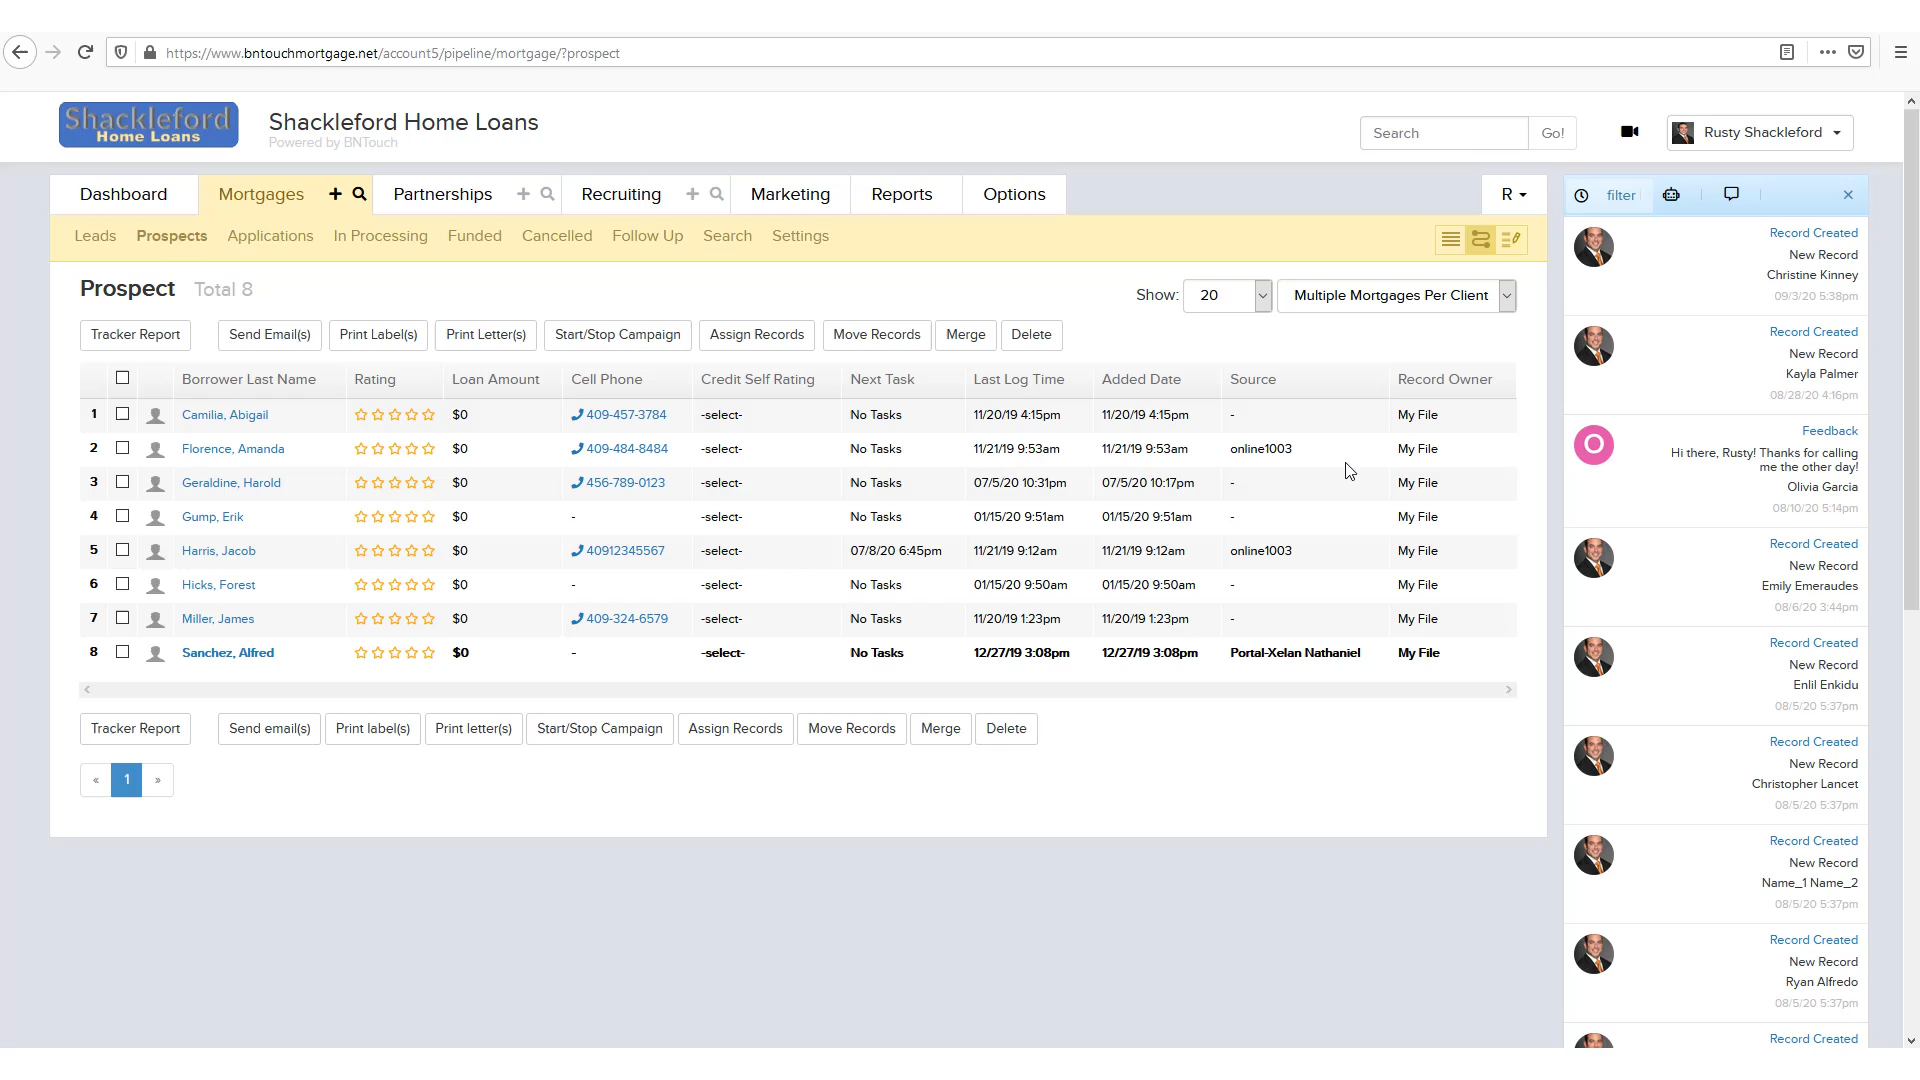 https://www.bntouchmortgage.net/account5/pipeline/mortgage/?prospect
Shackleford
Home Loans
Shackleford Home Loans
Powered by BNTouch
Search Go! Rusty Shackleford
Dashboard Mortgages Partnerships Recruiting Marketing Reports Options R
Leads Prospects Applications In Processing Funded Cancelled Follow Up Search Settings
Prospect Total 8
Show: 20 Multiple Mortgages Per Client
Tracker Report Send Email(s) Print Label(s) Print Letter(s) Start/Stop Campaign Assign Records Move Records Merge Delete
Borrower Last Name Rating Loan Amount Cell Phone Credit Self Rating Next Task Last Log Time Added Date Source Record Owner
1 Camilia, Abigail $0 409-457-3784 -select- No Tasks 11/20/19 4:15pm 11/20/19 4:15pm - My File
2 Florence, Amanda $0 409-484-8484 -select- No Tasks 11/21/19 9:53am 11/21/19 9:53am online1003 My File
3 Geraldine, Harold $0 456-789-0123 -select- No Tasks 07/5/20 10:31pm 07/5/20 10:17pm - My File
4 Gump, Erik $0 - -select- No Tasks 01/15/20 9:51am 01/15/20 9:51am - My File
5 Harris, Jacob $0 40912345567 -select- 07/8/20 6:45pm 11/21/19 9:12am 11/21/19 9:12am online1003 My File
6 Hicks, Forest $0 - -select- No Tasks 01/15/20 9:50am 01/15/20 9:50am - My File
7 Miller, James $0 409-324-6579 -select- No Tasks 11/20/19 1:23pm 11/20/19 1:23pm - My File
8 Sanchez, Alfred $0 - -select- No Tasks 12/27/19 3:08pm 12/27/19 3:08pm Portal-Xelan Nathaniel My File
Tracker Report Send email(s) Print label(s) Print letter(s) Start/Stop Campaign Assign Records Move Records Merge Delete
« 1 »
filter
Record Created
New Record
Christine Kinney
09/3/20 5:38pm
Record Created
New Record
Kayla Palmer
08/28/20 4:16pm
O
Feedback
Hi there, Rusty! Thanks for calling
me the other day!
Olivia Garcia
08/10/20 5:14pm
Record Created
New Record
Emily Emeraudes
08/6/20 3:44pm
Record Created
New Record
Enlil Enkidu
08/5/20 5:37pm
Record Created
New Record
Christopher Lancet
08/5/20 5:37pm
Record Created
New Record
Name_1 Name_2
08/5/20 5:37pm
Record Created
New Record
Ryan Alfredo
08/5/20 5:37pm
Record Created